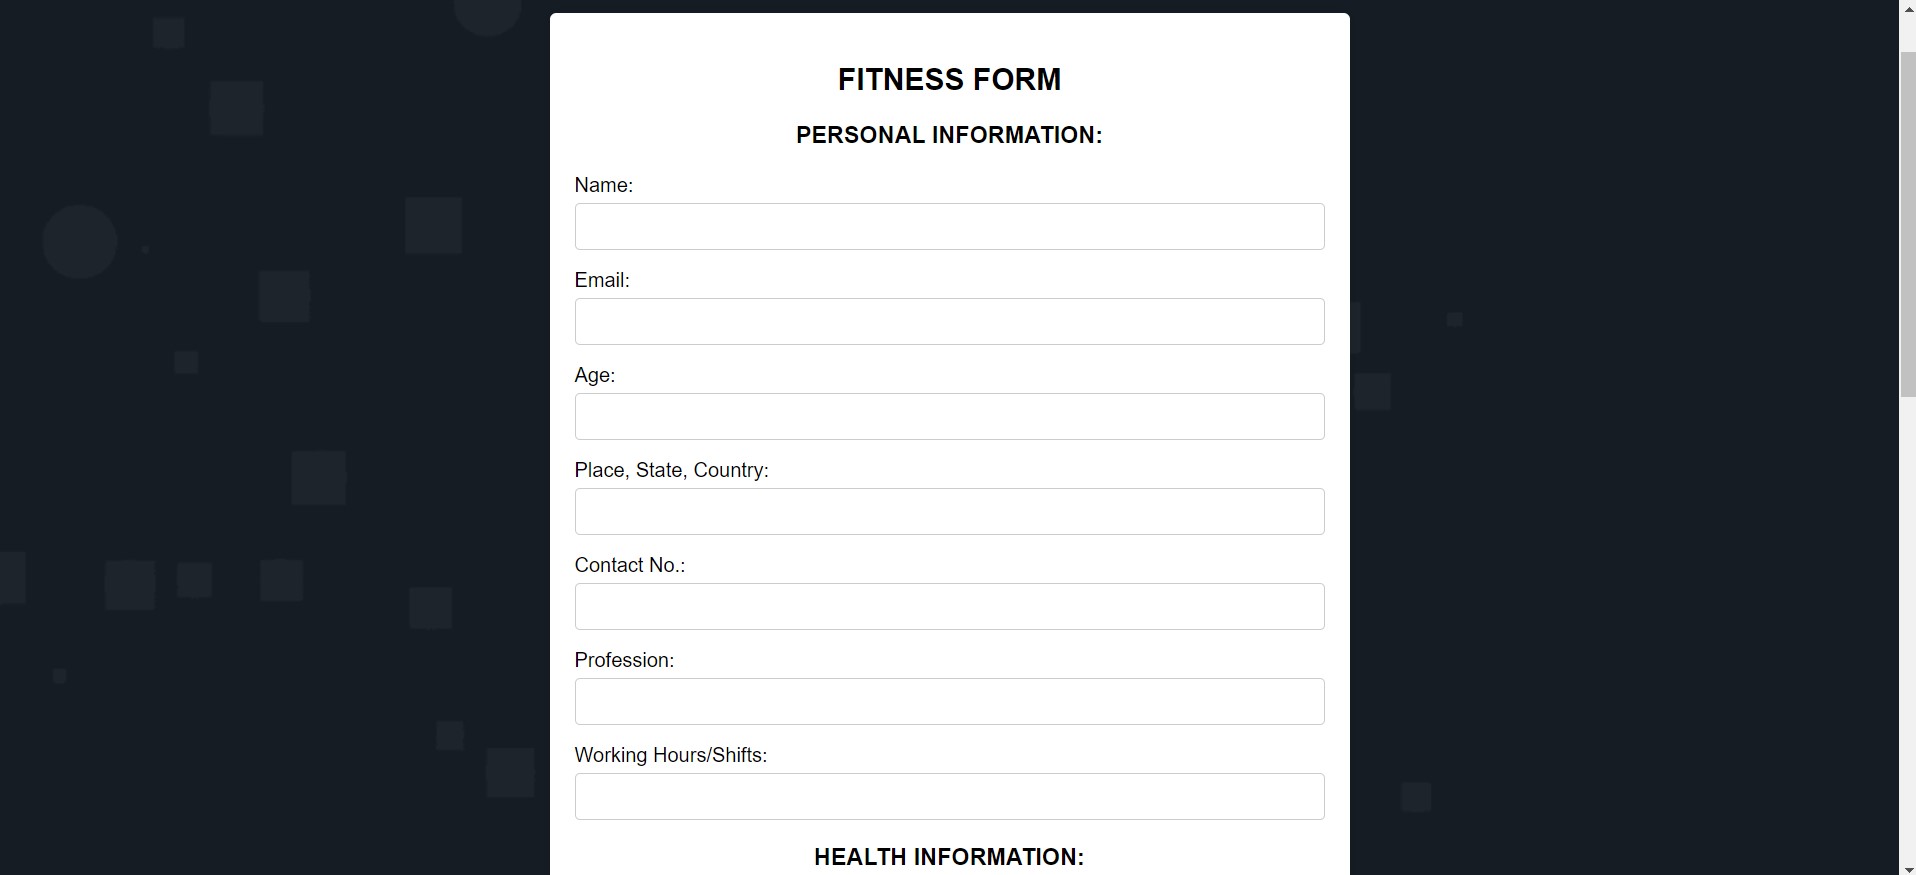 FITNESS FORM
PERSONAL INFORMATION:
Name:
Email:
Age:
Place, State, Country:
Contact No.:
Profession:
Working Hours/Shifts:
HEALTH INFORMATION: